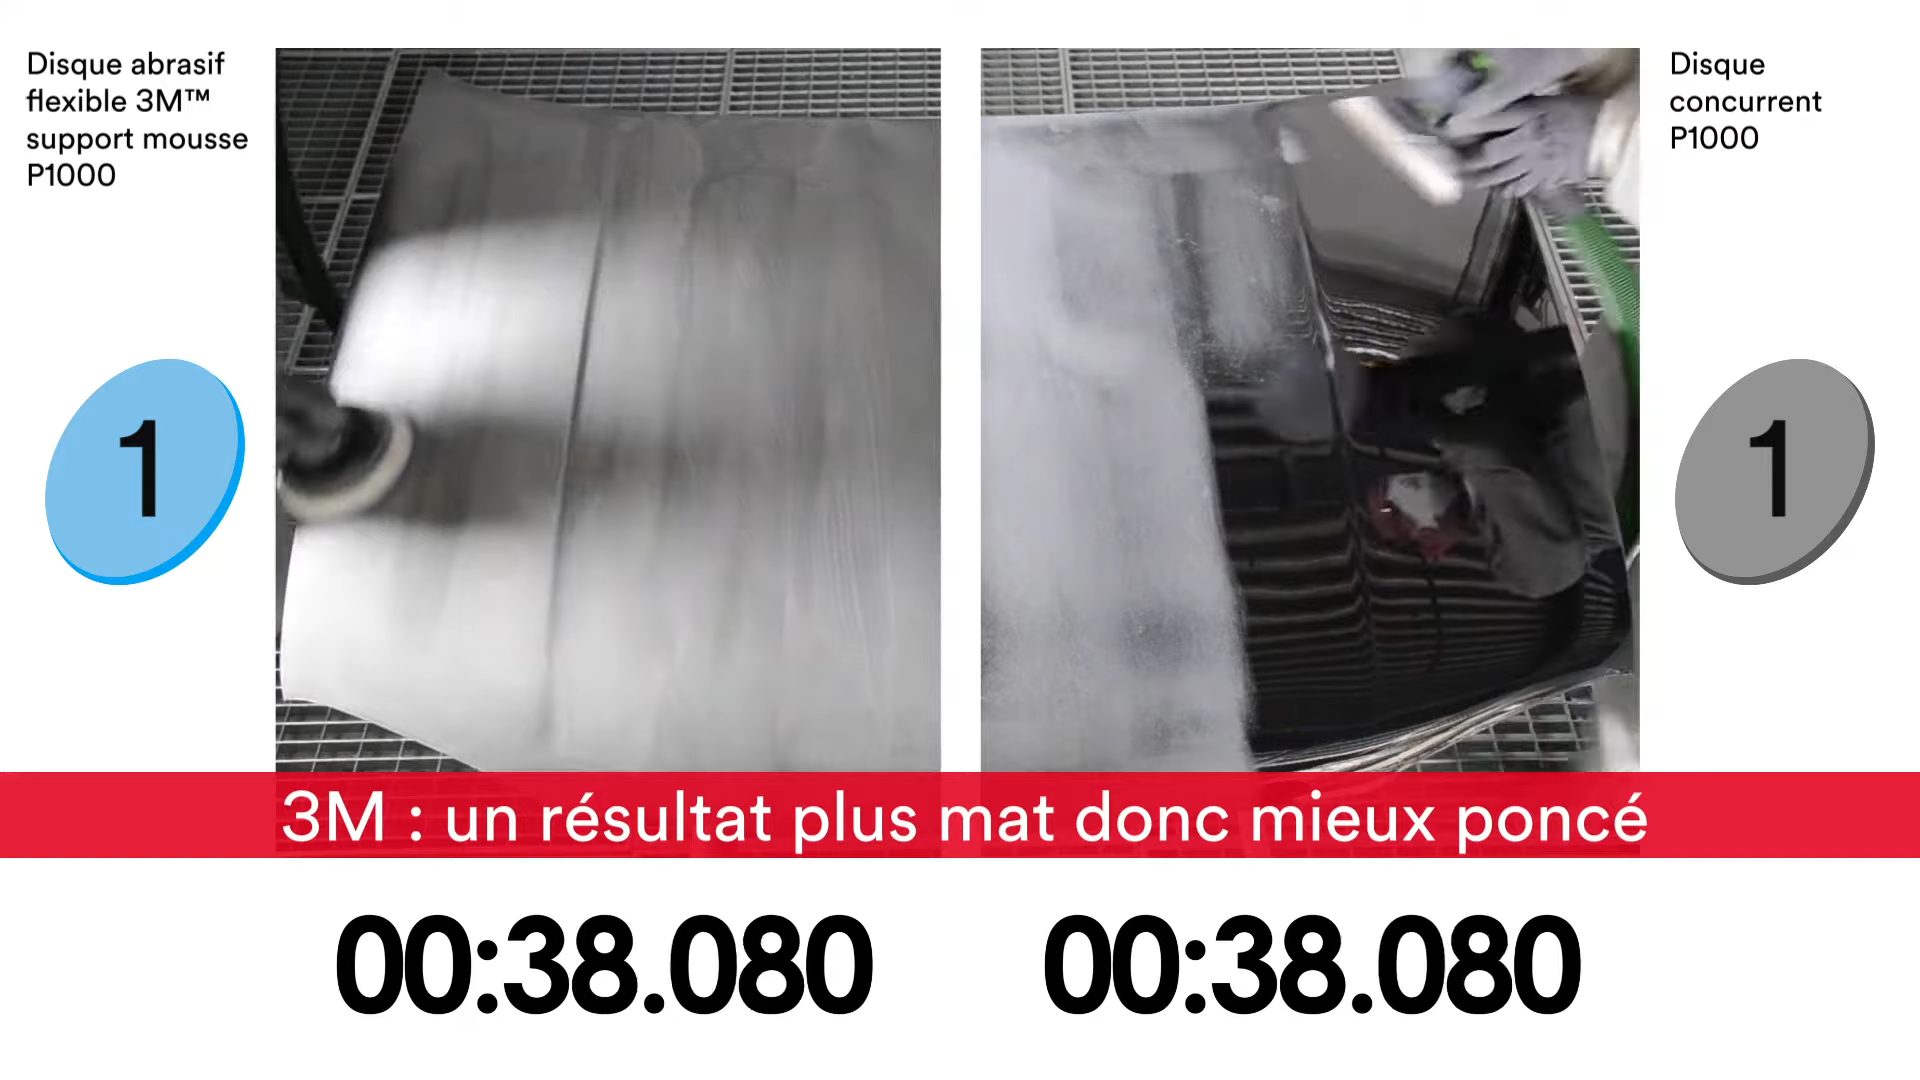 Disque abrasif
flexible 3M™
support mousse
P1000
1
Disque
concurrent
P1000
1
3M : un résultat plus mat donc mieux poncé
00:38.080
00:38.080